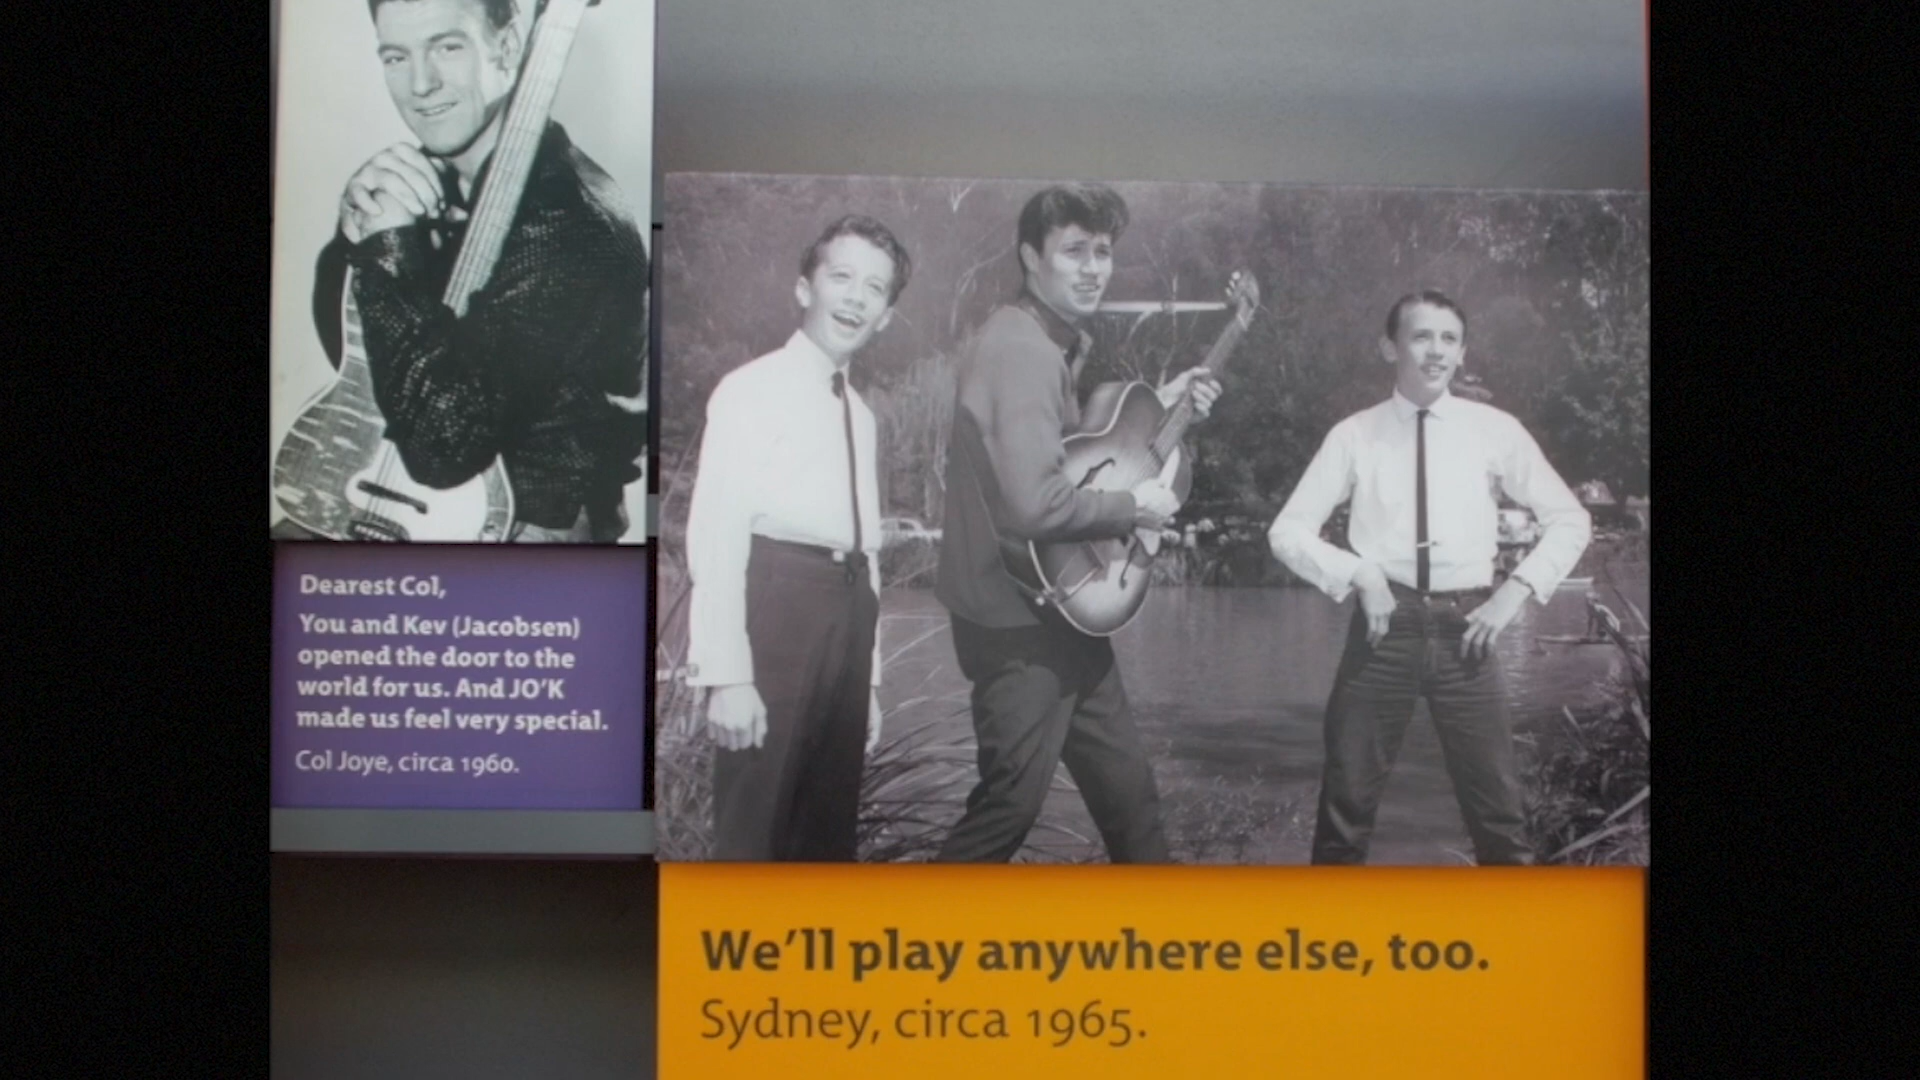 Dearest Col,
You and Kev (Jacobsen)
opened the door to the
world for us. And JO'K
made us feel very special.
Col Joye, circa 1960.
We'll play anywhere else, too.
Sydney, circa 1965.